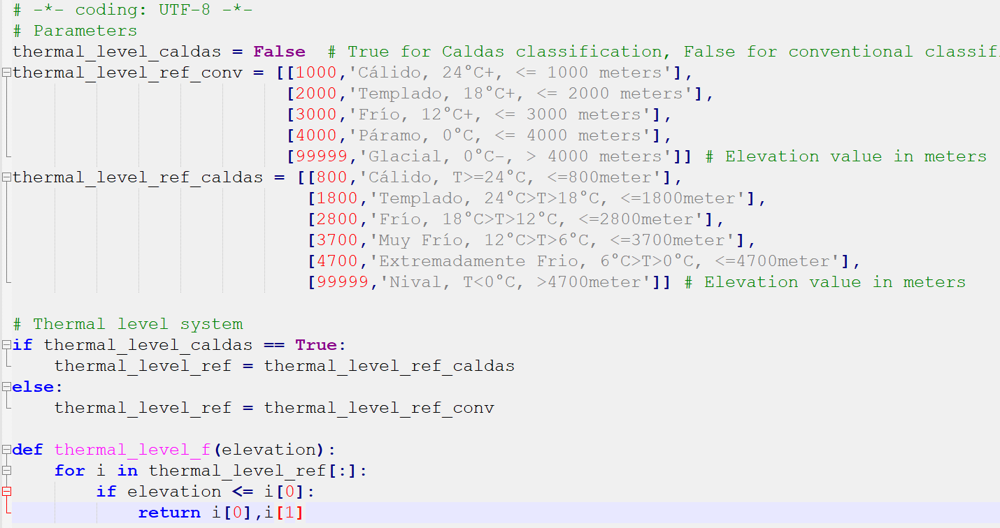 # -*- coding: UTF-8 -*-
# Parameters
thermal_level_caldas = False  # True for Caldas classification, False for conventional classif
thermal_level_ref_conv = [[1000,'Cálido, 24°C+, <= 1000 meters'],
                          [2000,'Templado, 18°C+, <= 2000 meters'],
                          [3000,'Frío, 12°C+, <= 3000 meters'],
                          [4000,'Páramo, 0°C, <= 4000 meters'],
                          [99999,'Glacial, 0°C-, > 4000 meters']] # Elevation value in meters
thermal_level_ref_caldas = [[800,'Cálido, T>=24°C, <=800meter'],
                            [1800,'Templado, 24°C>T>18°C, <=1800meter'],
                            [2800,'Frío, 18°C>T>12°C, <=2800meter'],
                            [3700,'Muy Frío, 12°C>T>6°C, <=3700meter'],
                            [4700,'Extremadamente Frio, 6°C>T>0°C, <=4700meter'],
                            [99999,'Nival, T<0°C, >4700meter']] # Elevation value in meters

# Thermal level system
if thermal_level_caldas == True:
    thermal_level_ref = thermal_level_ref_caldas
else:
    thermal_level_ref = thermal_level_ref_conv

def thermal_level_f(elevation):
    for i in thermal_level_ref[:]:
        if elevation <= i[0]:
            return i[0],i[1]